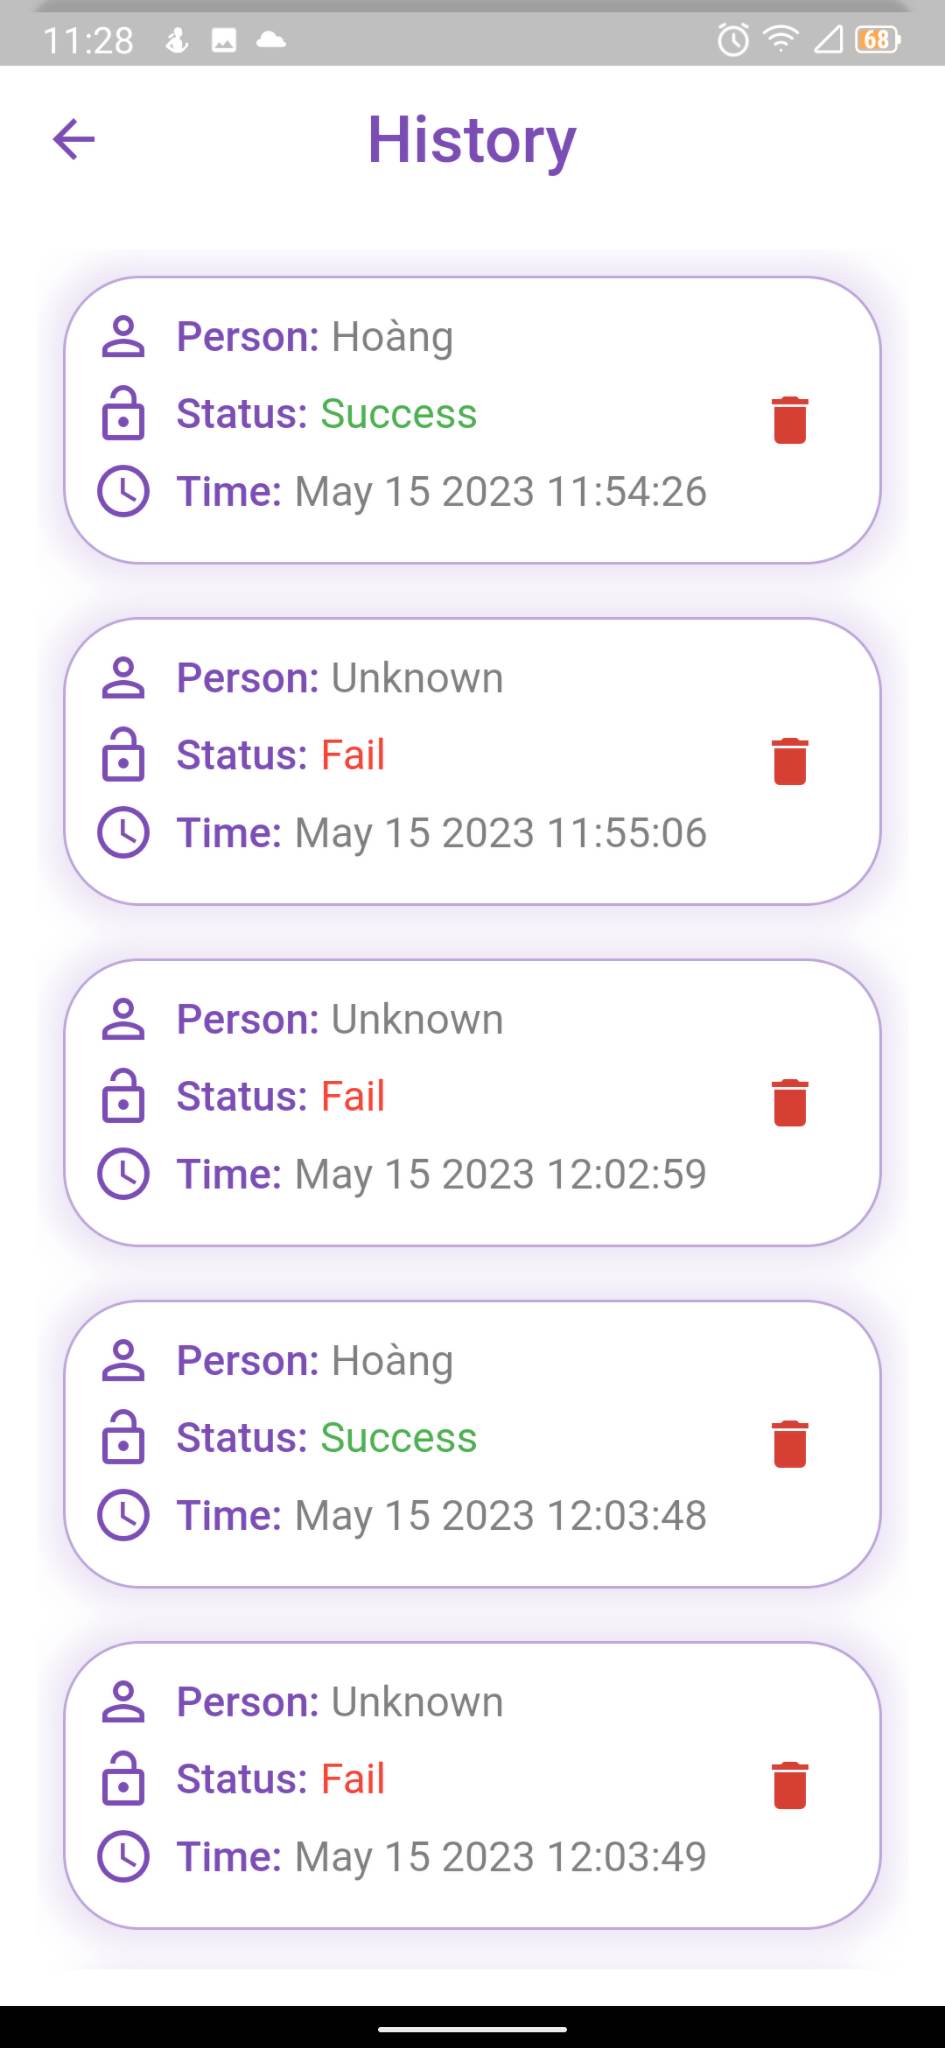 11:28
68
History
Person: Hoàng
Status: Success
Time: May 15 2023 11:54:26
Person: Unknown
Status: Fail
Time: May 15 2023 11:55:06
Person: Unknown
Status: Fail
Time: May 15 2023 12:02:59
Person: Hoàng
Status: Success
Time: May 15 2023 12:03:48
Person: Unknown
Status: Fail
Time: May 15 2023 12:03:49